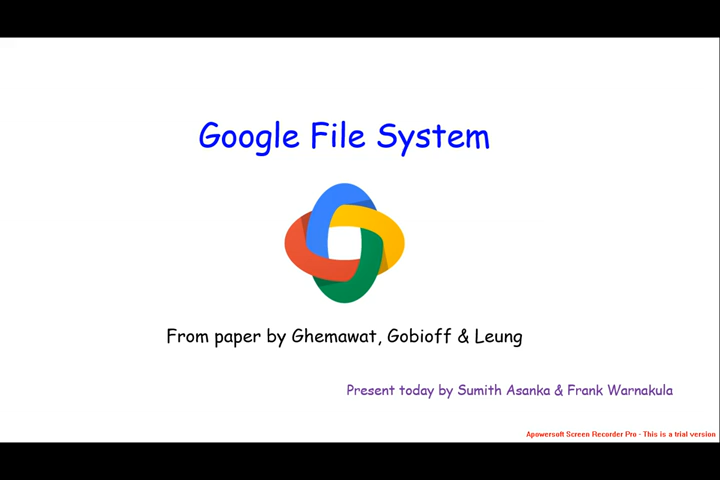 Google File System
From paper by Ghemawat, Gobioff & Leung
Present today by Sumith Asanka & Frank Warnakula
Apowersoft Screen Recorder Pro - This is a trial version